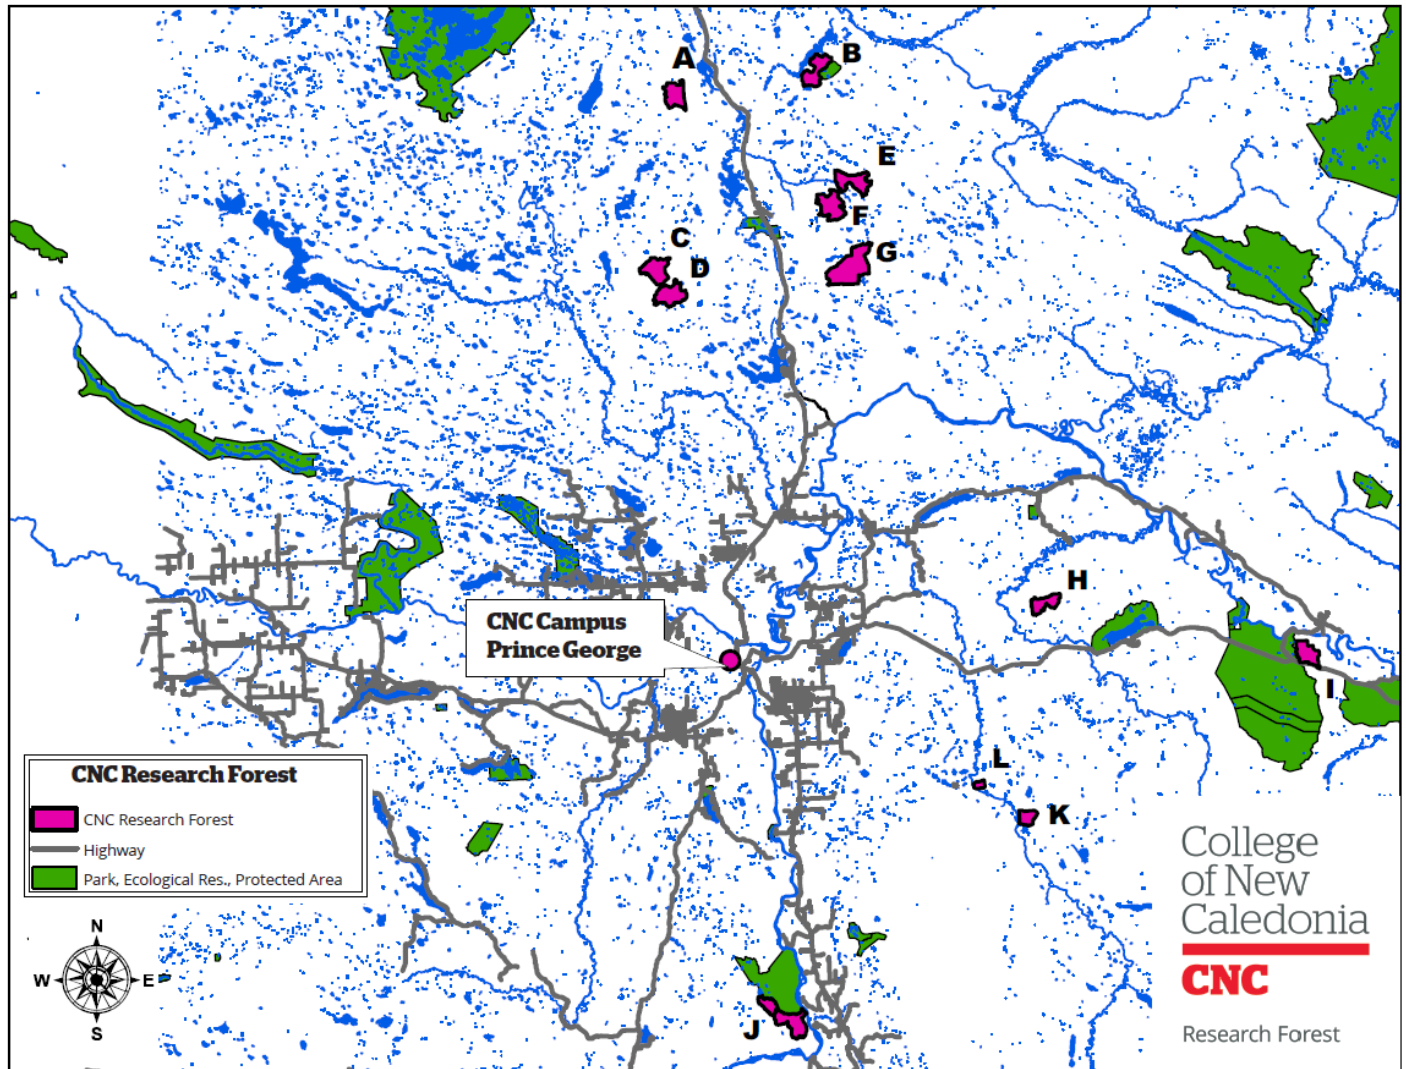 A
B
E
F
C
D
G
H
CNC Campus
Prince George
I
L
K
J
CNC Research Forest
CNC Research Forest
Highway
Park, Ecological Res., Protected Area
N
W
E
S
College
of New
Caledonia
CNC
Research Forest